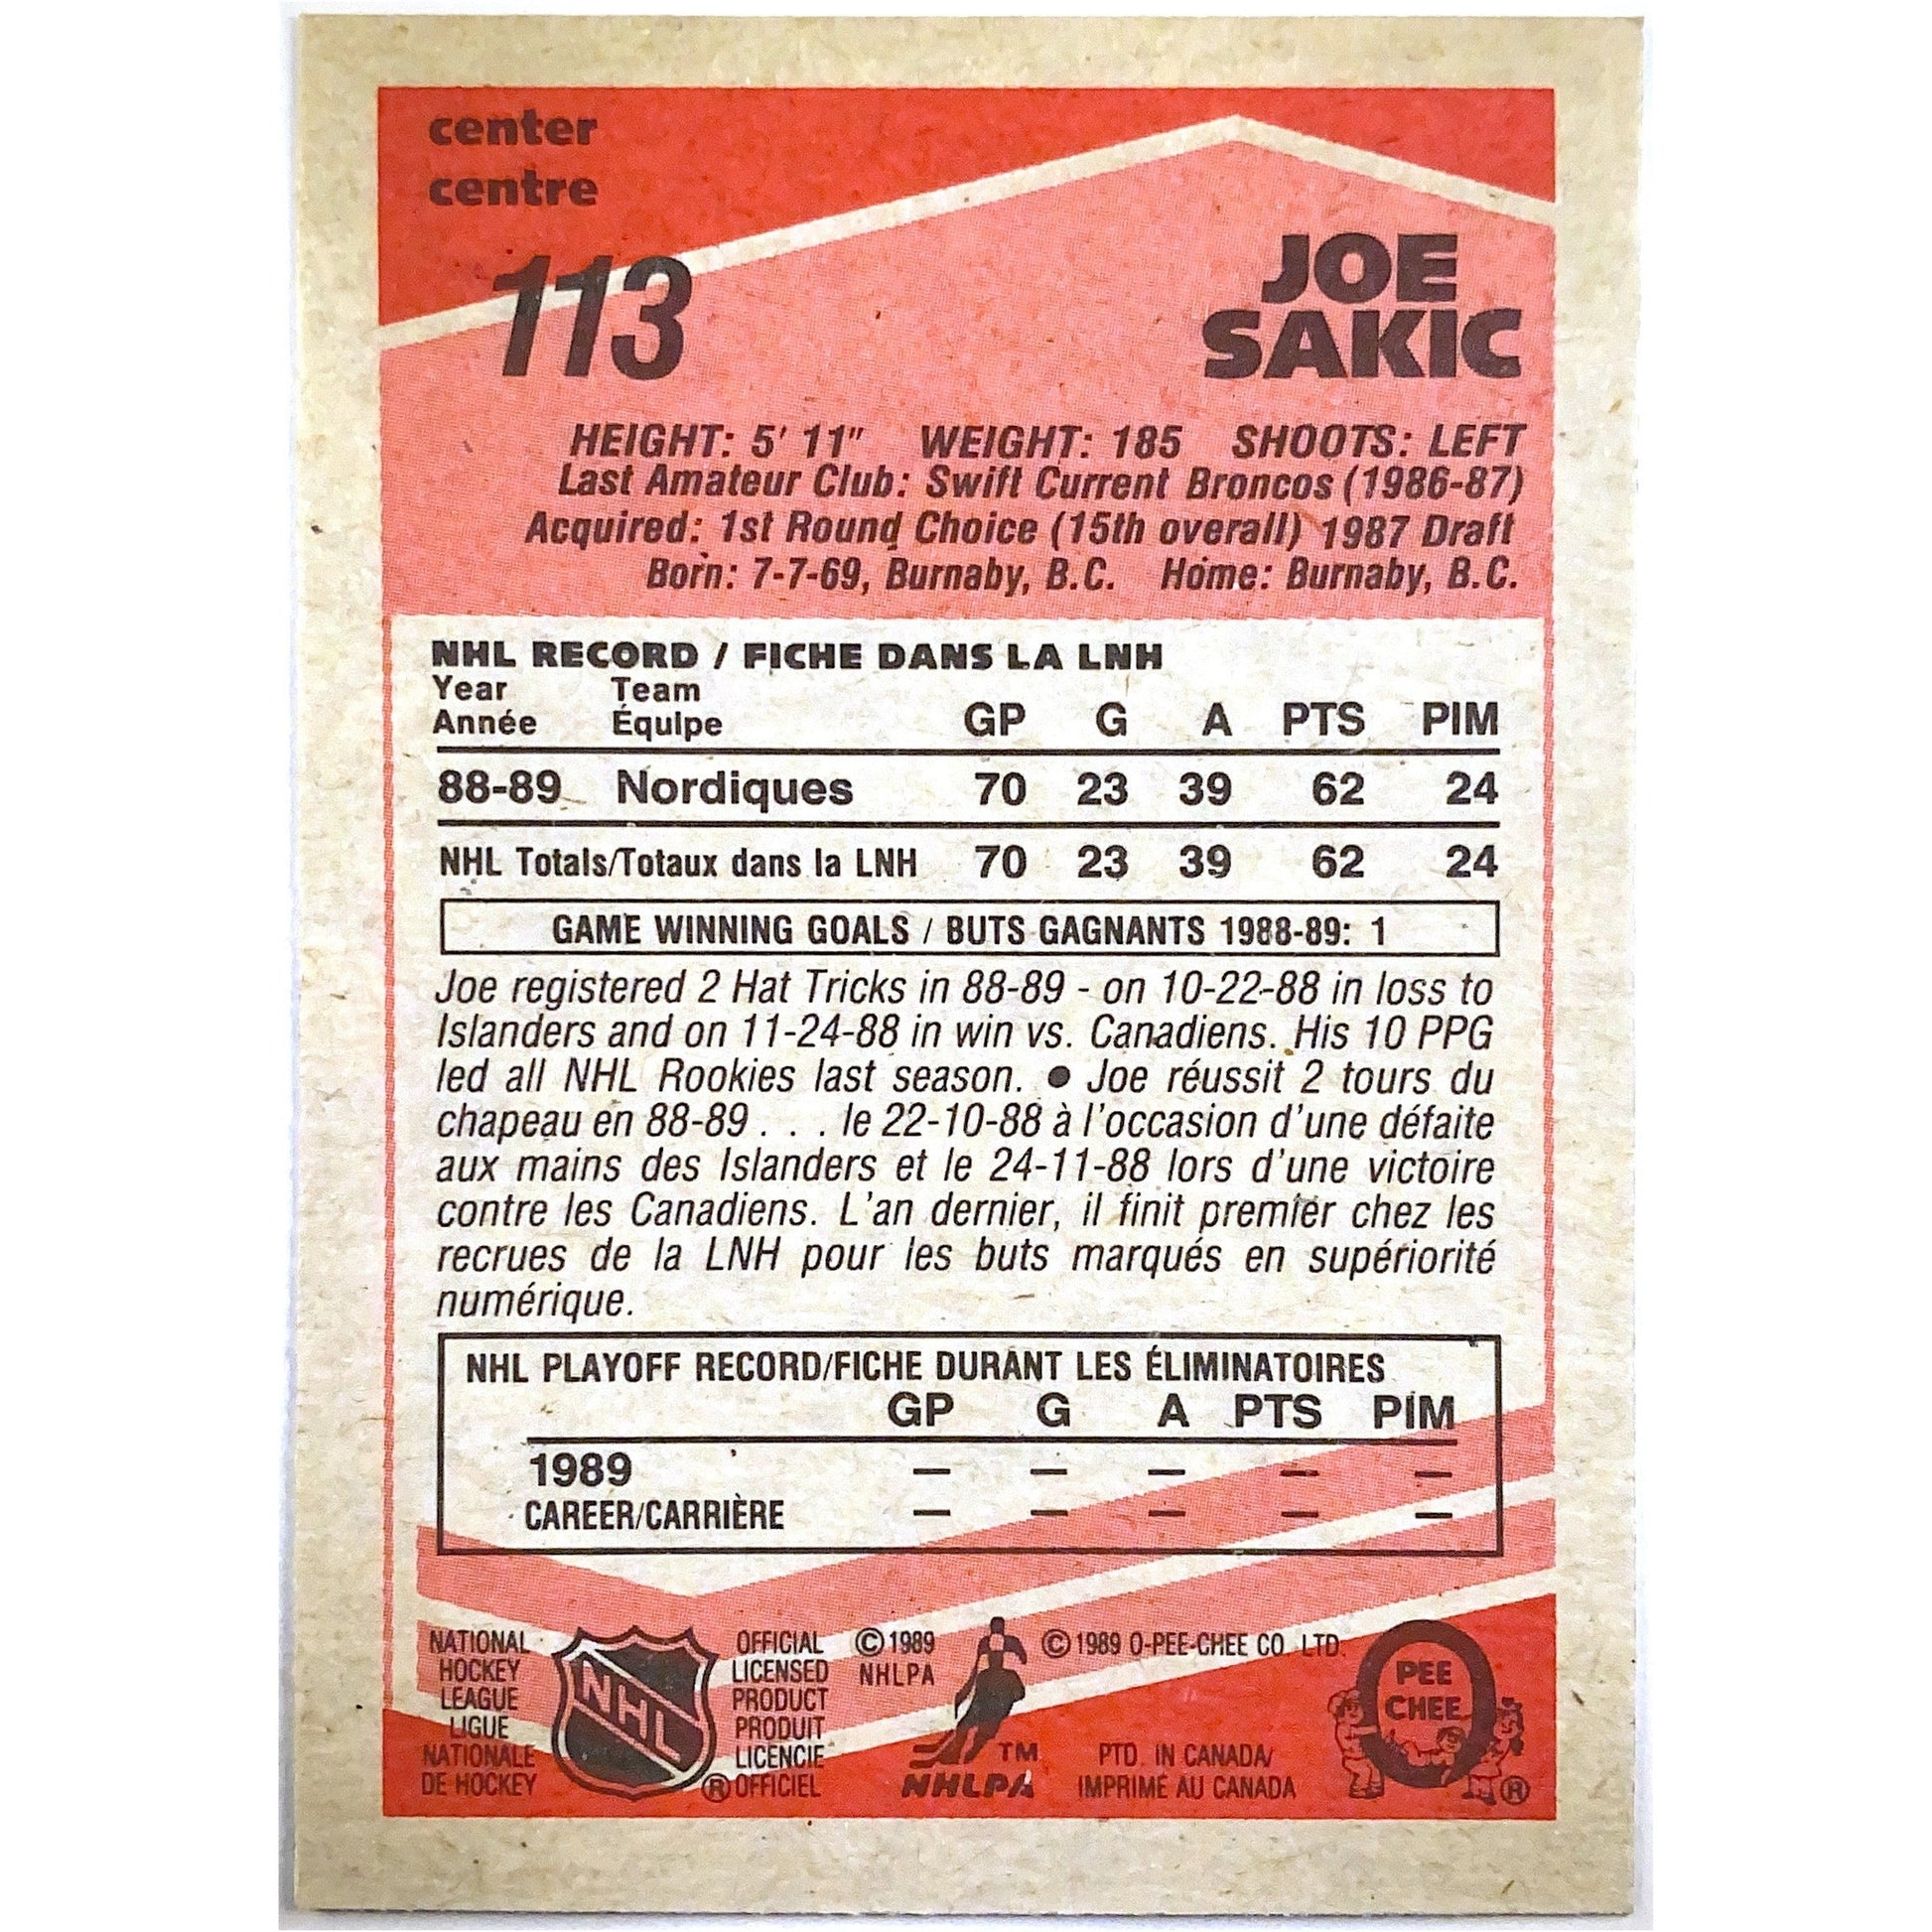 center
centre
113
JOE
SAKIC
HEIGHT: 5' 11" WEIGHT: 185 SHOOTS: LEFT
Last Amateur Club: Swift Current Broncos (1986-87)
Acquired: 1st Round Choice (15th overall) 1987 Draft
Born: 7-7-69, Burnaby, B.C. Home: Burnaby, B.C.
NHL RECORD / FICHE DANS LA LNH
Year Team
Année Équipe GP G A PTS PIM
88-89 Nordiques 70 23 39 62 24
NHL Totals/Totaux dans la LNH 70 23 39 62 24
GAME WINNING GOALS / BUTS GAGNANTS 1988-89: 1
Joe registered 2 Hat Tricks in 88-89 - on 10-22-88 in loss to
Islanders and on 11-24-88 in win vs. Canadiens. His 10 PPG
led all NHL Rookies last season. ● Joe réussit 2 tours du
chapeau en 88-89 . . . le 22-10-88 à l'occasion d'une défaite
aux mains des Islanders et le 24-11-88 lors d'une victoire
contre les Canadiens. L'an dernier, il finit premier chez les
recrues de la LNH pour les buts marqués en supériorité
numérique.
NHL PLAYOFF RECORD/FICHE DURANT LES ÉLIMINATOIRES
GP G A PTS PIM
1989 — — — — —
CAREER/CARRIÈRE — — — — —
NATIONAL
HOCKEY
LEAGUE
LIGUE
NATIONALE
DE HOCKEY
NHL
®
OFFICIAL
LICENSED
PRODUCT
PRODUIT
LICENCIE
OFFICIEL
© 1989
NHLPA
TM
NHLPA
© 1989 O-PEE-CHEE CO. LTD.
PTD. IN CANADA/
IMPRIMÉ AU CANADA
O
PEE
CHEE
®